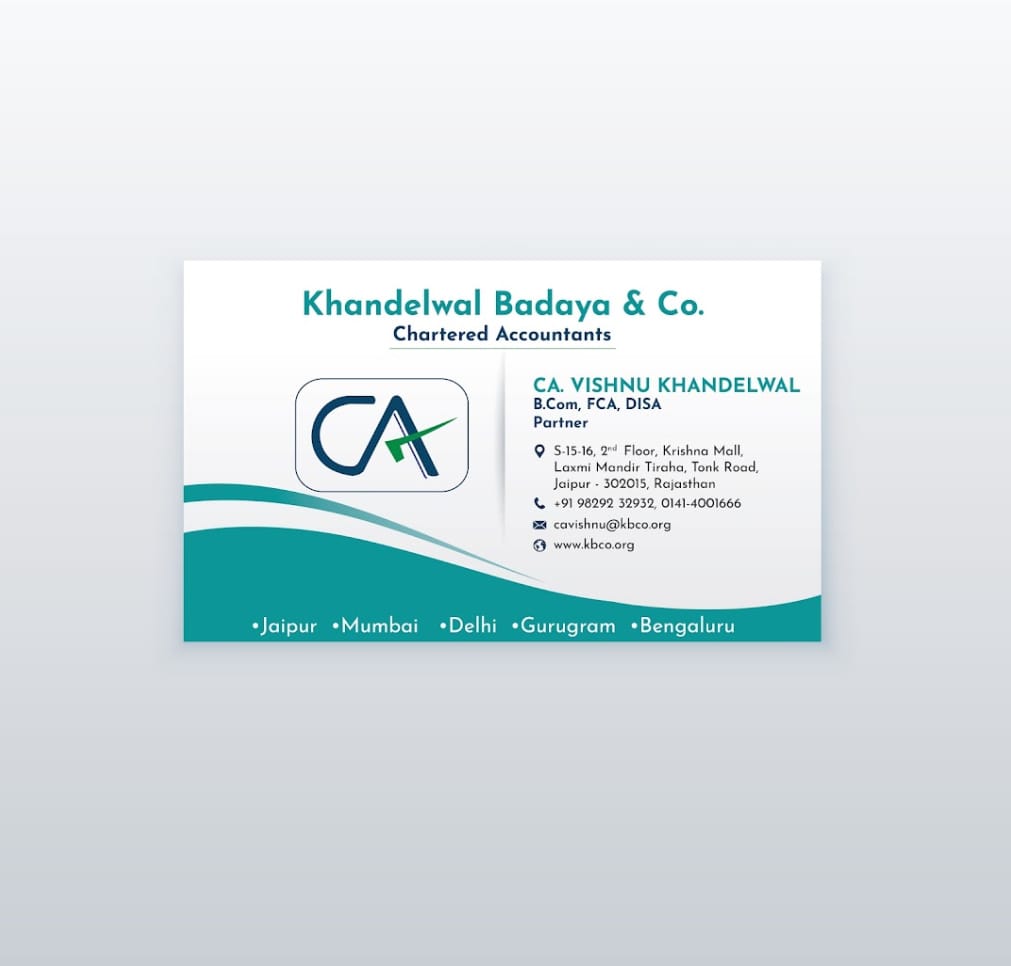 Khandelwal Badaya & Co.
Chartered Accountants
CA
CA. VISHNU KHANDELWAL
B.Com, FCA, DISA
Partner
S-15-16, 2nd Floor, Krishna Mall,
Laxmi Mandir Tiraha, Tonk Road,
Jaipur - 302015, Rajasthan
+91 98292 32932, 0141-4001666
cavishnu@kbco.org
www.kbco.org
•Jaipur •Mumbai •Delhi •Gurugram •Bengaluru